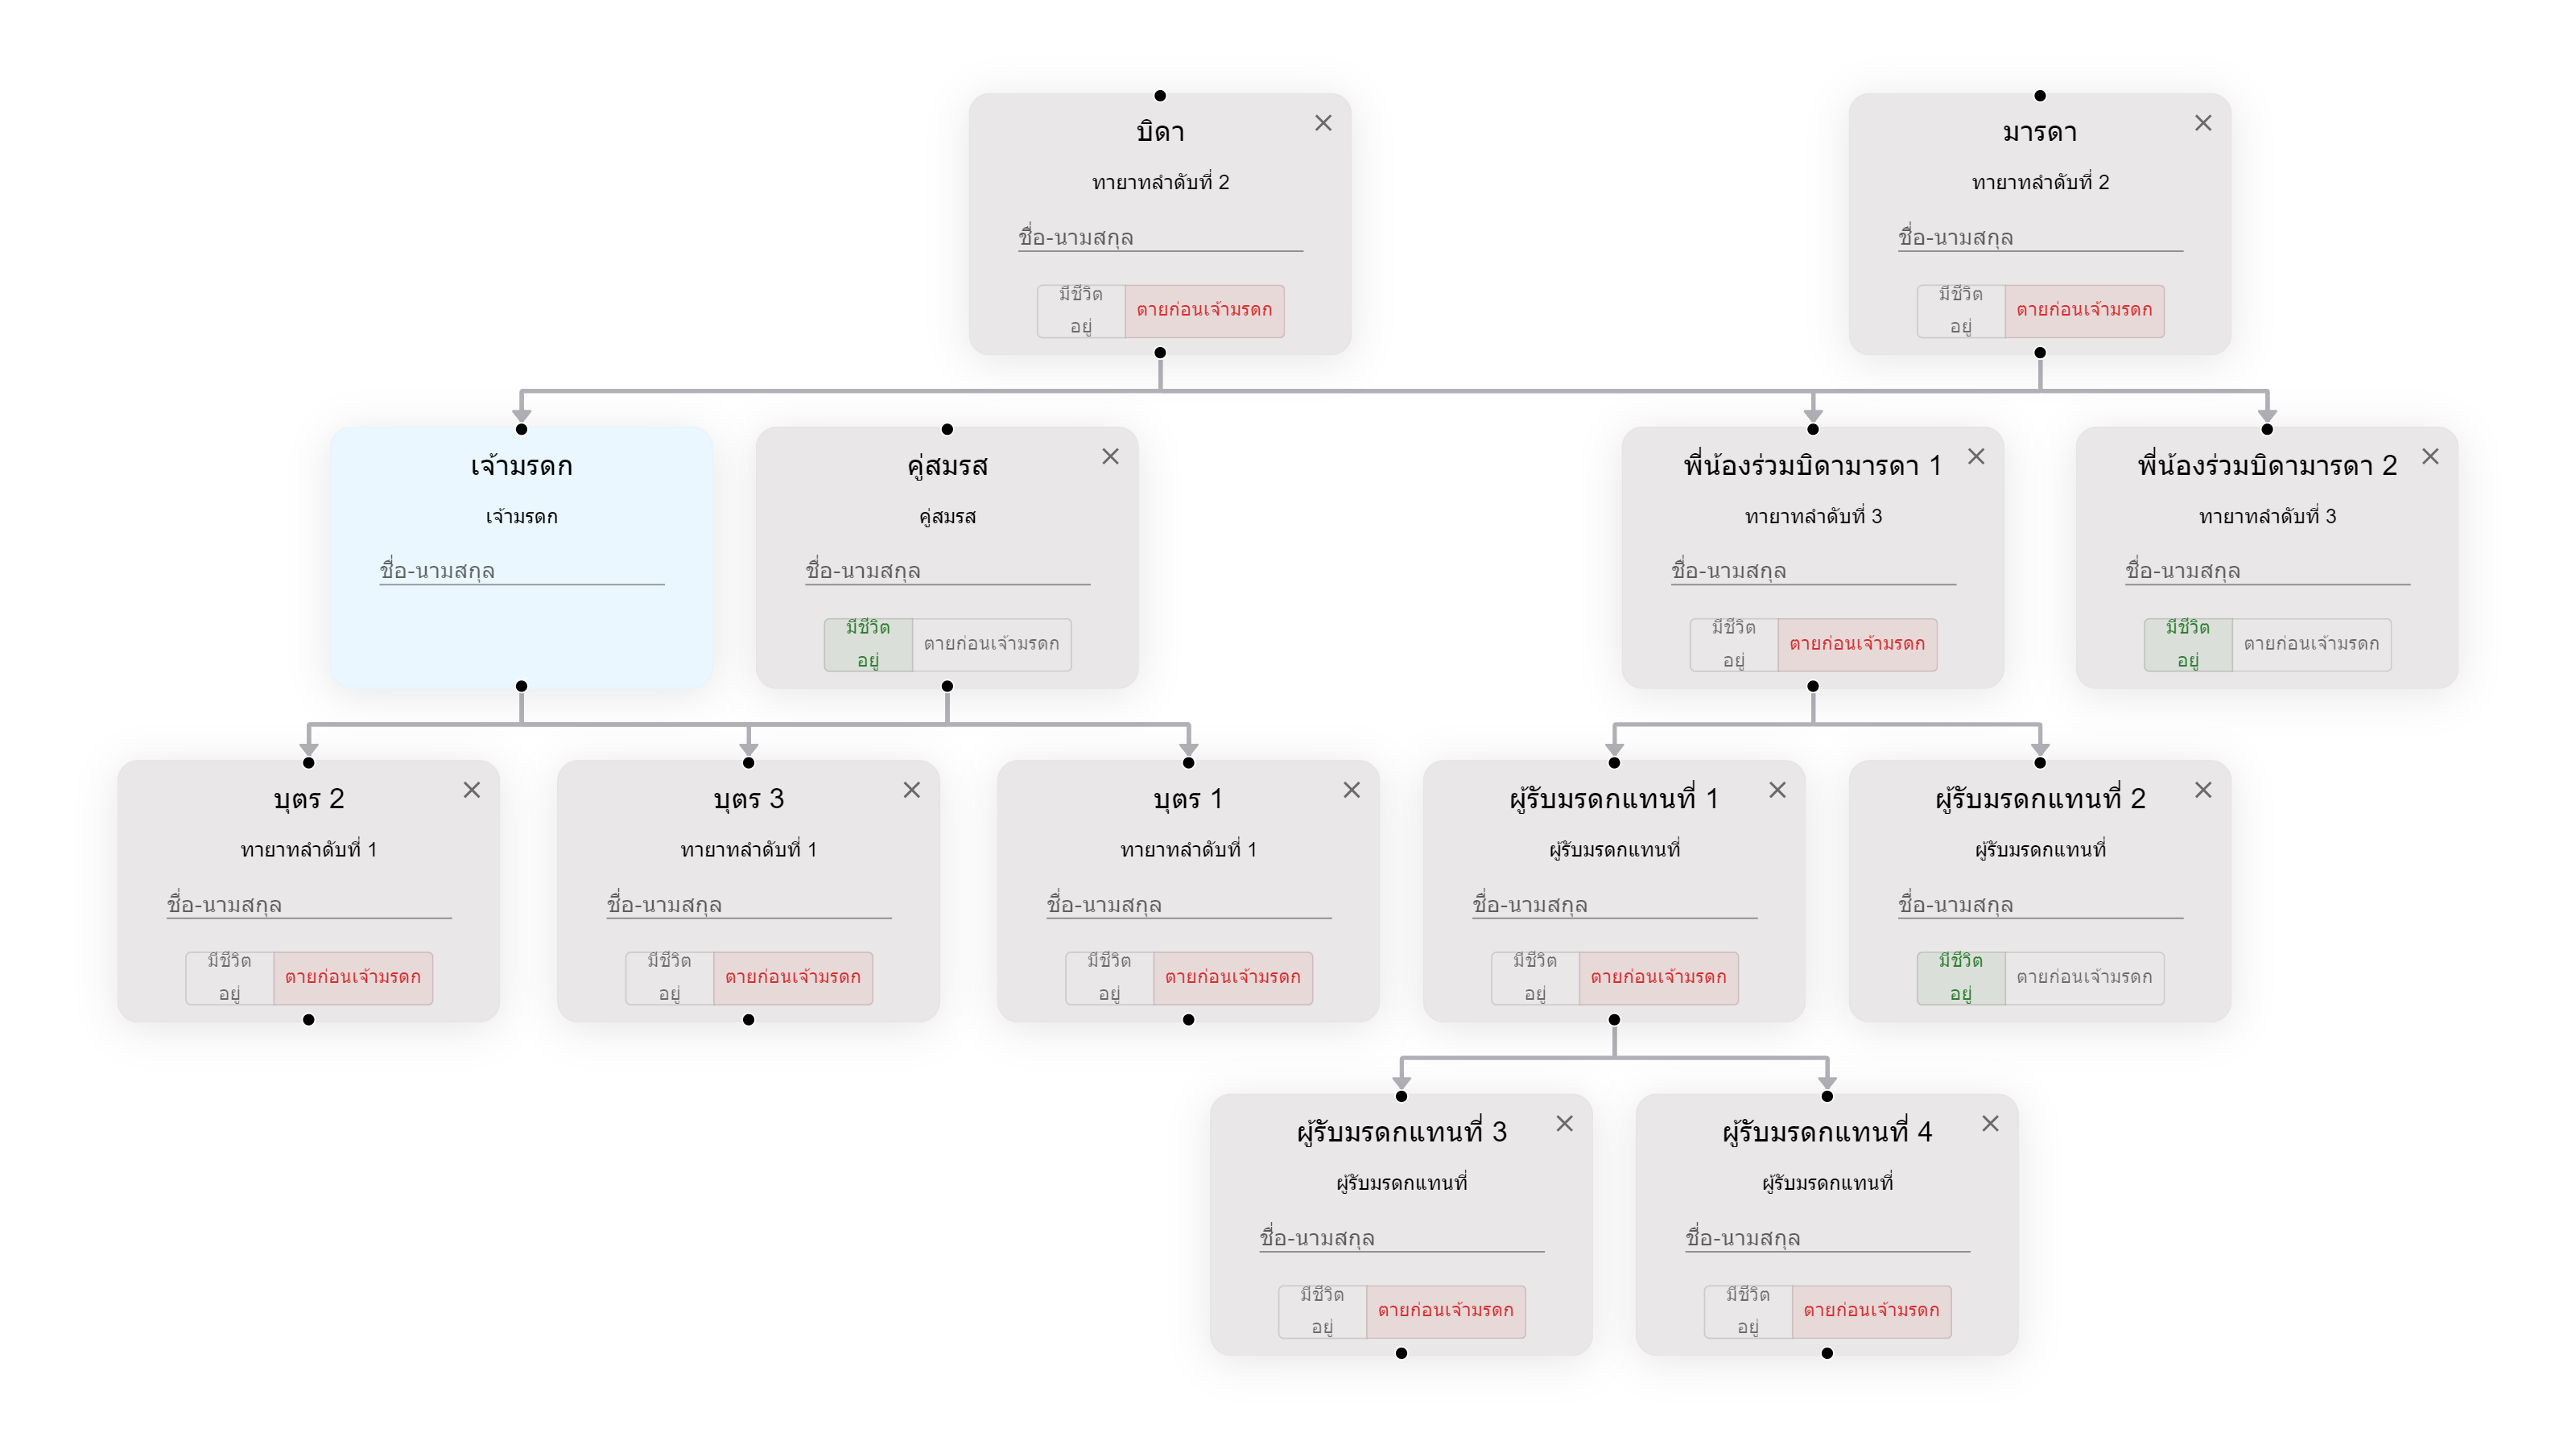 บิดา
ทายาทลำดับที่ 2
ชื่อ-นามสกุล
มีชีวิต
อยู่
ตายก่อนเจ้ามรดก
มารดา
ทายาทลำดับที่ 2
ชื่อ-นามสกุล
มีชีวิต
อยู่
ตายก่อนเจ้ามรดก
เจ้ามรดก
เจ้ามรดก
ชื่อ-นามสกุล
คู่สมรส
คู่สมรส
ชื่อ-นามสกุล
มีชีวิต
อยู่
ตายก่อนเจ้ามรดก
พี่น้องร่วมบิดามารดา 1
ทายาทลำดับที่ 3
ชื่อ-นามสกุล
มีชีวิต
อยู่
ตายก่อนเจ้ามรดก
พี่น้องร่วมบิดามารดา 2
ทายาทลำดับที่ 3
ชื่อ-นามสกุล
มีชีวิต
อยู่
ตายก่อนเจ้ามรดก
บุตร 2
ทายาทลำดับที่ 1
ชื่อ-นามสกุล
มีชีวิต
อยู่
ตายก่อนเจ้ามรดก
บุตร 3
ทายาทลำดับที่ 1
ชื่อ-นามสกุล
มีชีวิต
อยู่
ตายก่อนเจ้ามรดก
บุตร 1
ทายาทลำดับที่ 1
ชื่อ-นามสกุล
มีชีวิต
อยู่
ตายก่อนเจ้ามรดก
ผู้รับมรดกแทนที่ 1
ผู้รับมรดกแทนที่
ชื่อ-นามสกุล
มีชีวิต
อยู่
ตายก่อนเจ้ามรดก
ผู้รับมรดกแทนที่ 2
ผู้รับมรดกแทนที่
ชื่อ-นามสกุล
มีชีวิต
อยู่
ตายก่อนเจ้ามรดก
ผู้รับมรดกแทนที่ 3
ผู้รับมรดกแทนที่
ชื่อ-นามสกุล
มีชีวิต
อยู่
ตายก่อนเจ้ามรดก
ผู้รับมรดกแทนที่ 4
ผู้รับมรดกแทนที่
ชื่อ-นามสกุล
มีชีวิต
อยู่
ตายก่อนเจ้ามรดก